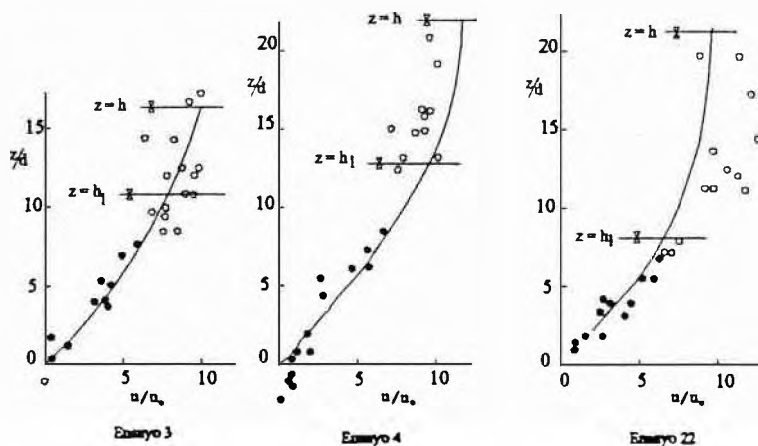 z/d
z = h
z = h₁
15
10
5
0
5
10
u/u*
Ensayo 3
z/d
z = h
z = h₁
20
15
10
5
0
5
10
u/u*
Ensayo 4
z/d
z = h
z = h₁
20
15
10
5
0
5
10
u/u*
Ensayo 22